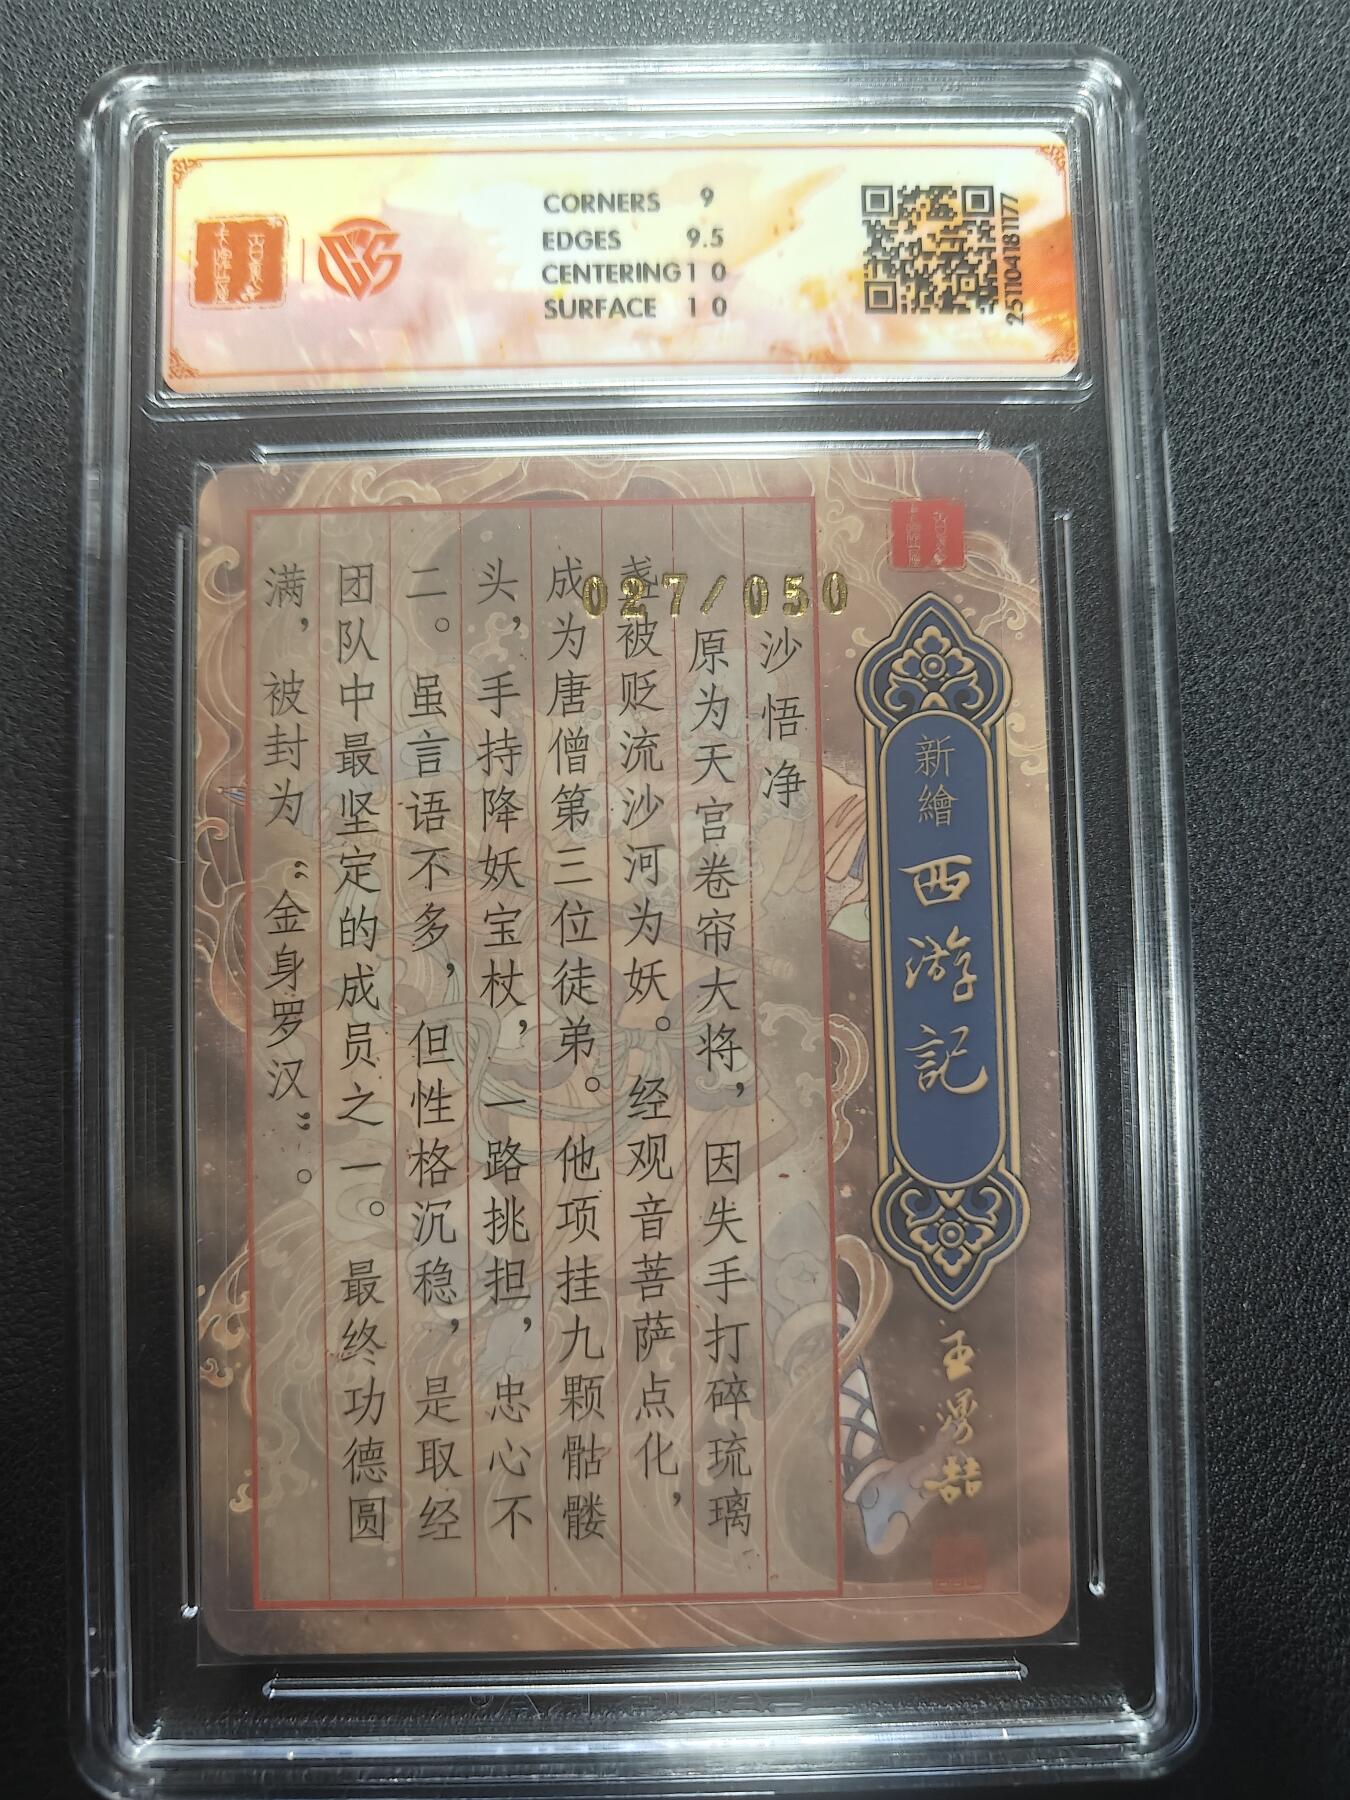 CORNERS 9
EDGES 9.5
CENTERING 10
SURFACE 10
251104181177
027/050
新繪
西游記
王勇喆
沙悟净
原为天宫卷帘大将，因失手打碎琉璃
盏被贬流沙河为妖。经观音菩萨点化，
成为唐僧第三位徒弟。他项挂九颗骷髅
头，手持降妖宝杖，一路挑担，忠心不
二。虽言语不多，但性格沉稳，是取经
团队中最坚定的成员之一。最终功德圆
满，被封为“金身罗汉”。